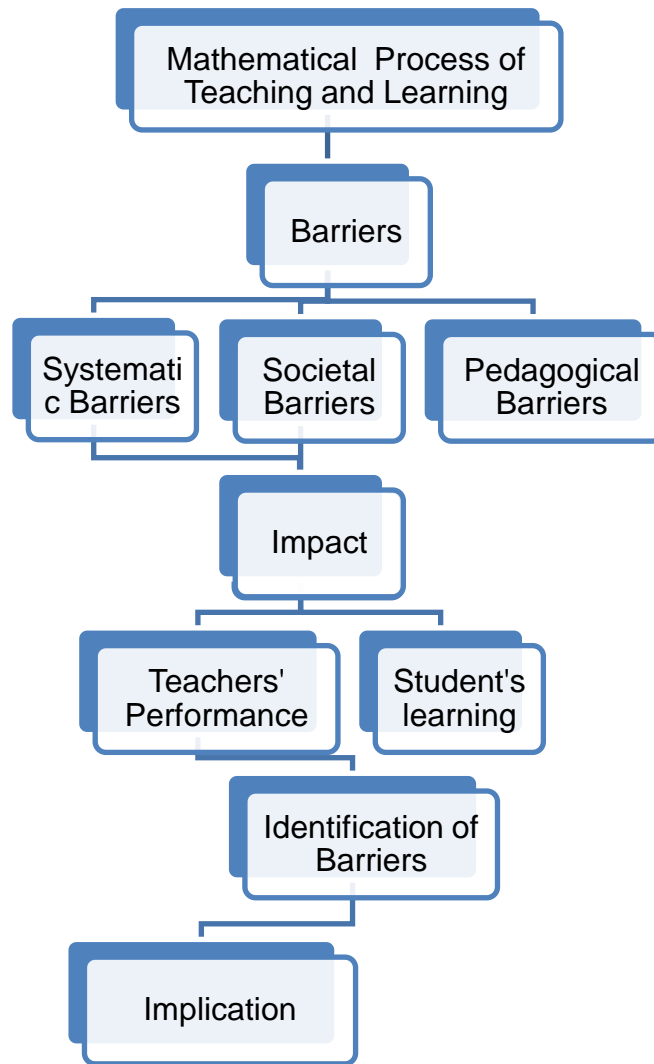 Mathematical Process of
Teaching and Learning
Barriers
Systemati
c Barriers
Societal
Barriers
Pedagogical
Barriers
Impact
Teachers'
Performance
Student's
learning
Identification of
Barriers
Implication